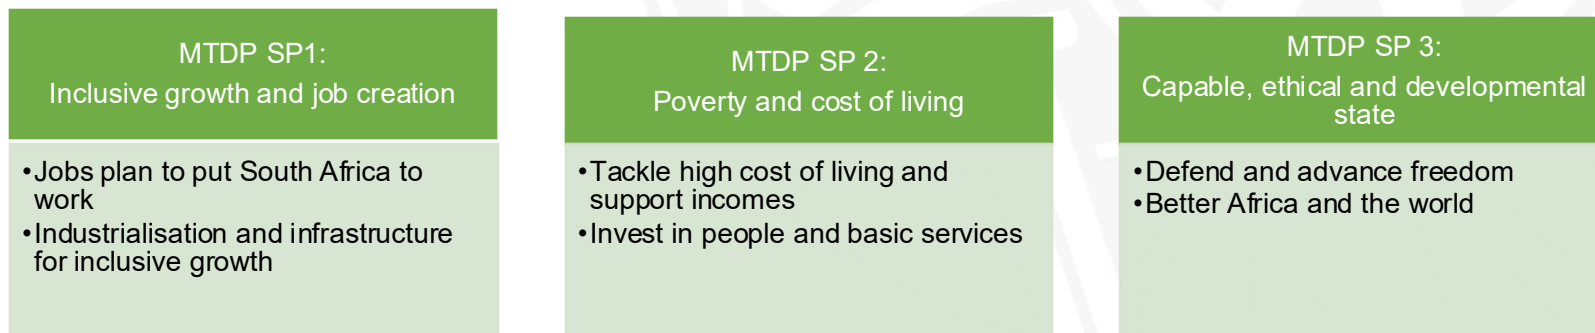 MTDP SP1:
Inclusive growth and job creation
•Jobs plan to put South Africa to
work
•Industrialisation and infrastructure
for inclusive growth
MTDP SP 2:
Poverty and cost of living
•Tackle high cost of living and
support incomes
•Invest in people and basic services
MTDP SP 3:
Capable, ethical and developmental
state
•Defend and advance freedom
•Better Africa and the world